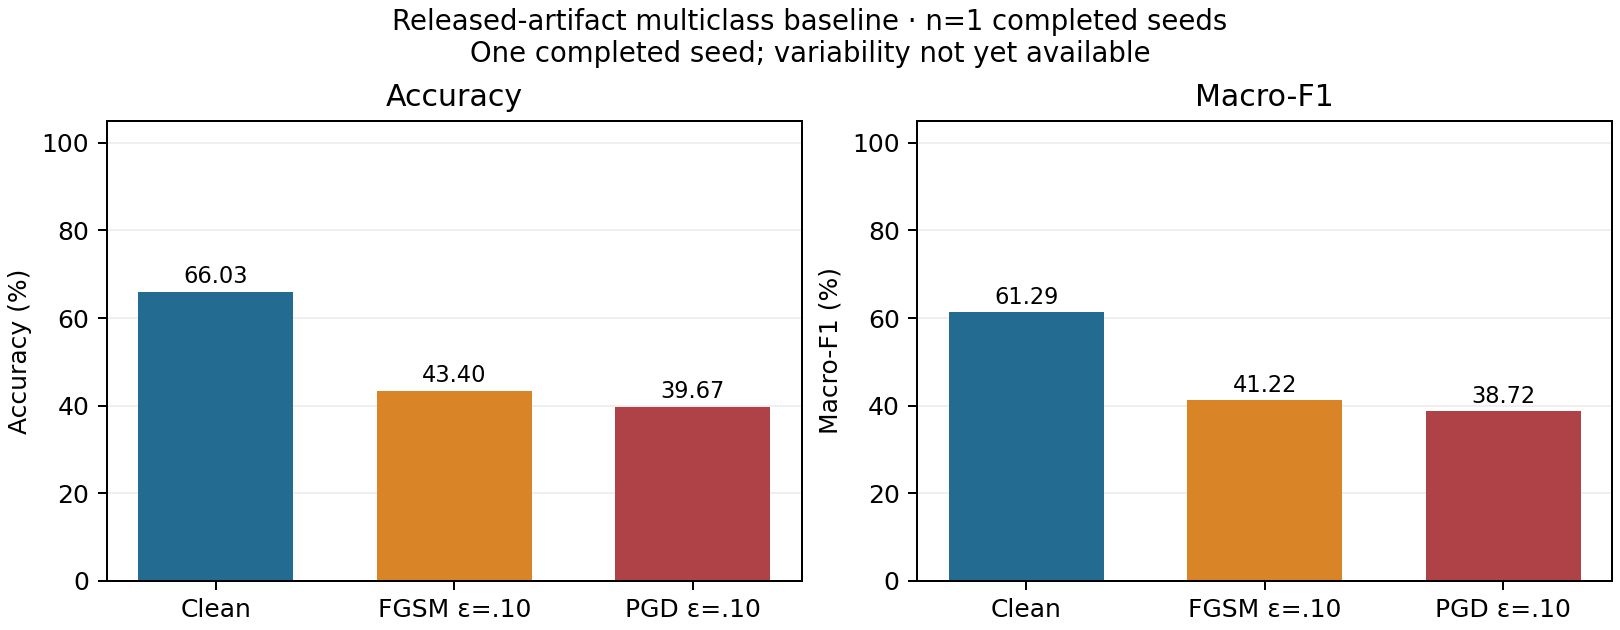 Released-artifact multiclass baseline · n=1 completed seeds
One completed seed; variability not yet available
Accuracy
Accuracy (%)
100
80
60
40
20
0
66.03
43.40
39.67
Clean
FGSM ε=.10
PGD ε=.10
Macro-F1
Macro-F1 (%)
100
80
60
40
20
0
61.29
41.22
38.72
Clean
FGSM ε=.10
PGD ε=.10